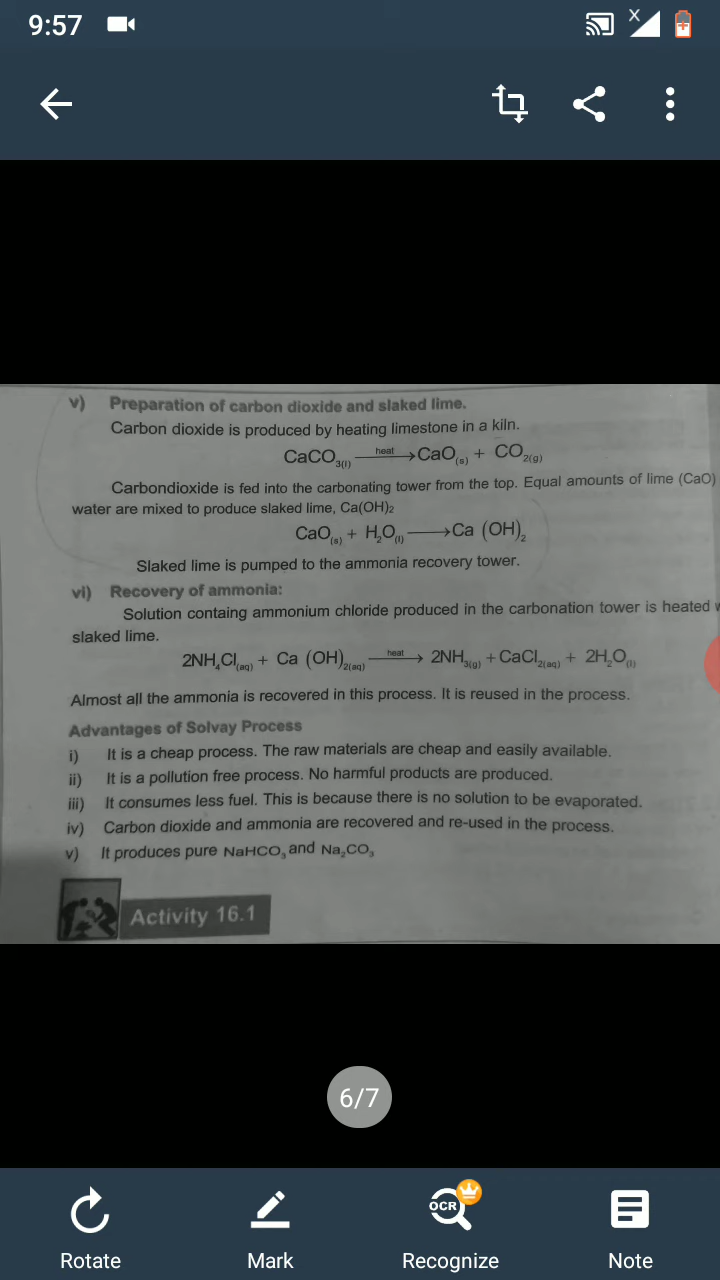 9:57
X
v) Preparation of carbon dioxide and slaked lime.
Carbon dioxide is produced by heating limestone in a kiln.
CaCO₃₍ₗ₎ —heat→ CaO₍ₛ₎ + CO₂(g)
Carbondioxide is fed into the carbonating tower from the top. Equal amounts of lime (CaO)
water are mixed to produce slaked lime, Ca(OH)₂
CaO₍ₛ₎ + H₂O₍ₗ₎ ⟶ Ca (OH)₂
Slaked lime is pumped to the ammonia recovery tower.
vi) Recovery of ammonia:
Solution containg ammonium chloride produced in the carbonation tower is heated
slaked lime.
2NH₄Cl(aq) + Ca (OH)₂(aq) —heat→ 2NH₃(g) + CaCl₂(aq) + 2H₂O₍ₗ₎
Almost all the ammonia is recovered in this process. It is reused in the process.
Advantages of Solvay Process
i) It is a cheap process. The raw materials are cheap and easily available.
ii) It is a pollution free process. No harmful products are produced.
iii) It consumes less fuel. This is because there is no solution to be evaporated.
iv) Carbon dioxide and ammonia are recovered and re-used in the process.
v) It produces pure NaHCO₃ and Na₂CO₃
Activity 16.1
6/7
OCR
Rotate Mark Recognize Note